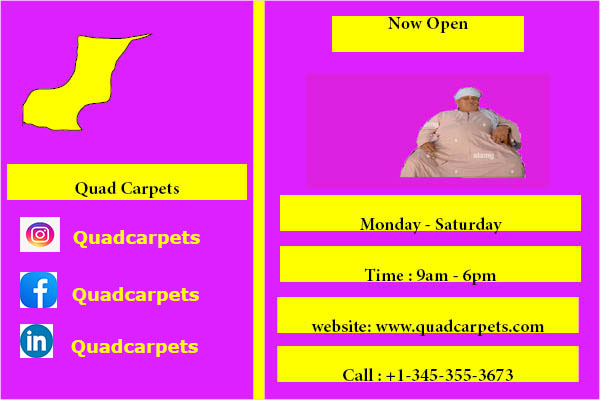 Now Open
Quad Carpets
Quadcarpets
Quadcarpets
in Quadcarpets
alamy
Monday - Saturday
Time : 9am - 6pm
website: www.quadcarpets.com
Call : +1-345-355-3673